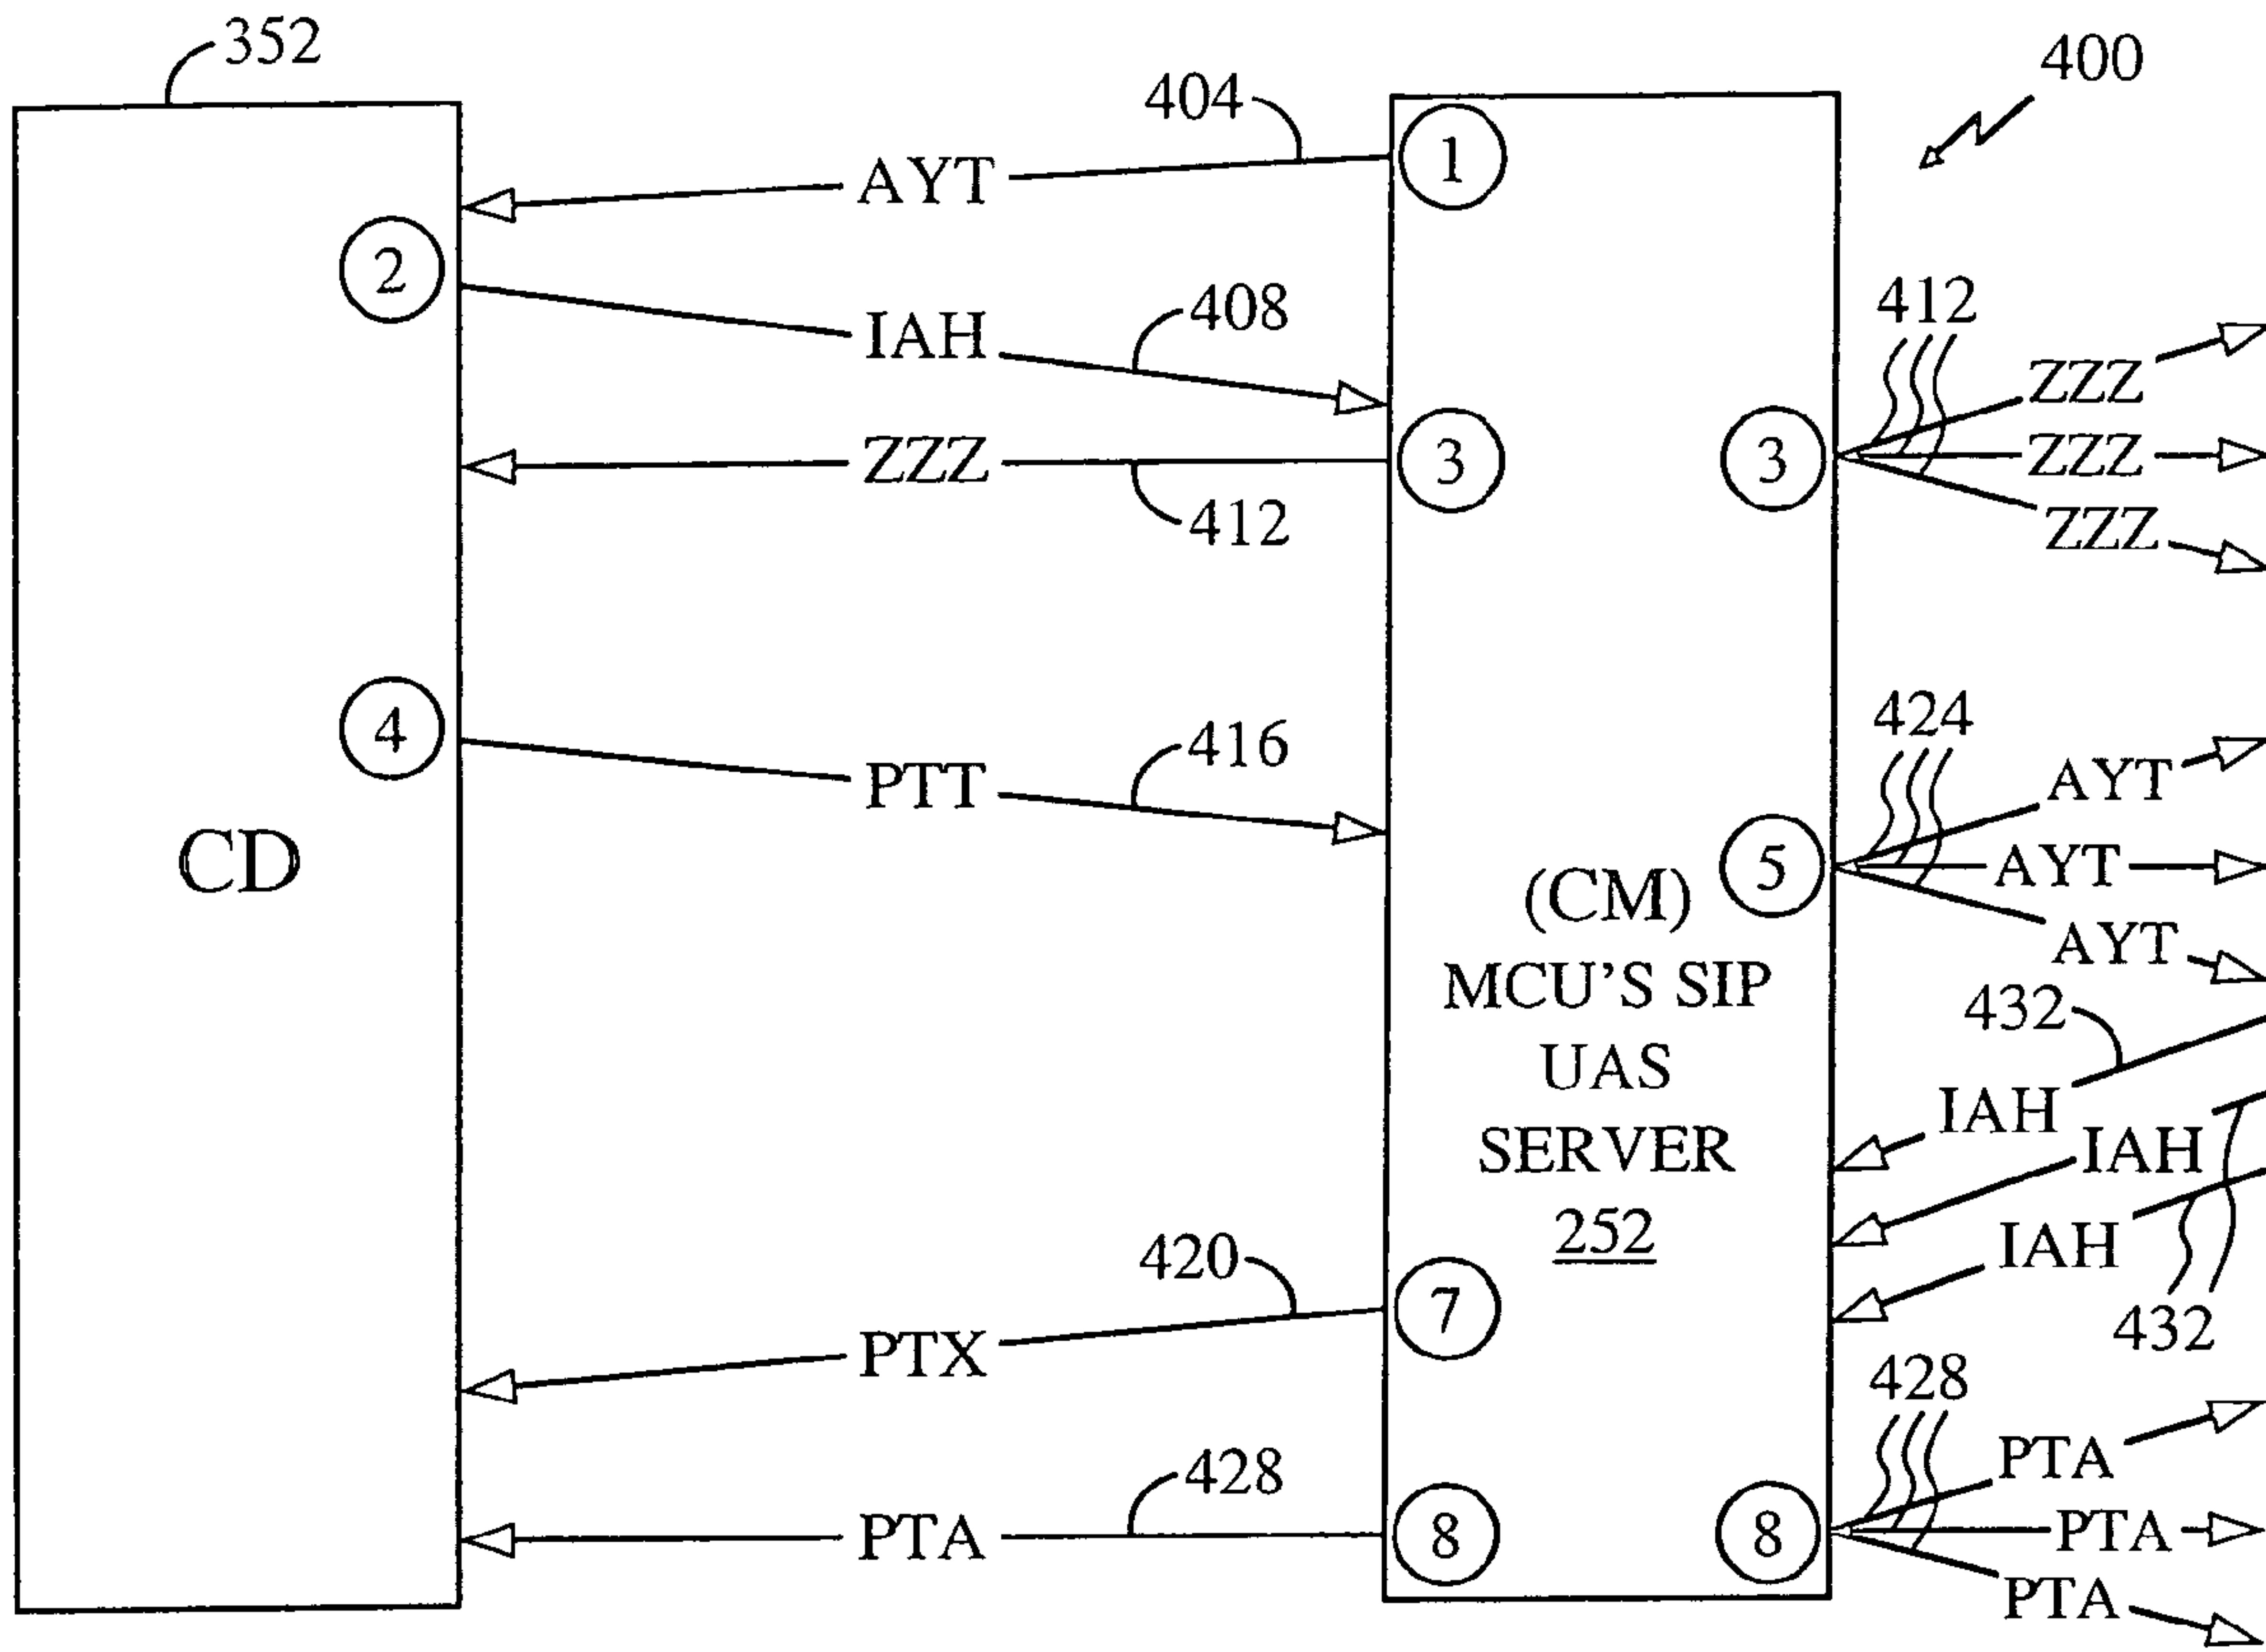 352
400
404
1
AYT
2
408
IAH
412
ZZZ
3
ZZZ
3
ZZZ
412
ZZZ
4
424
416
AYT
PTT
CD
5
AYT
(CM)
AYT
MCU'S SIP
432
UAS
IAH
SERVER
IAH
252
IAH
420
7
432
PTX
428
PTA
428
PTA
8
8
PTA
PTA